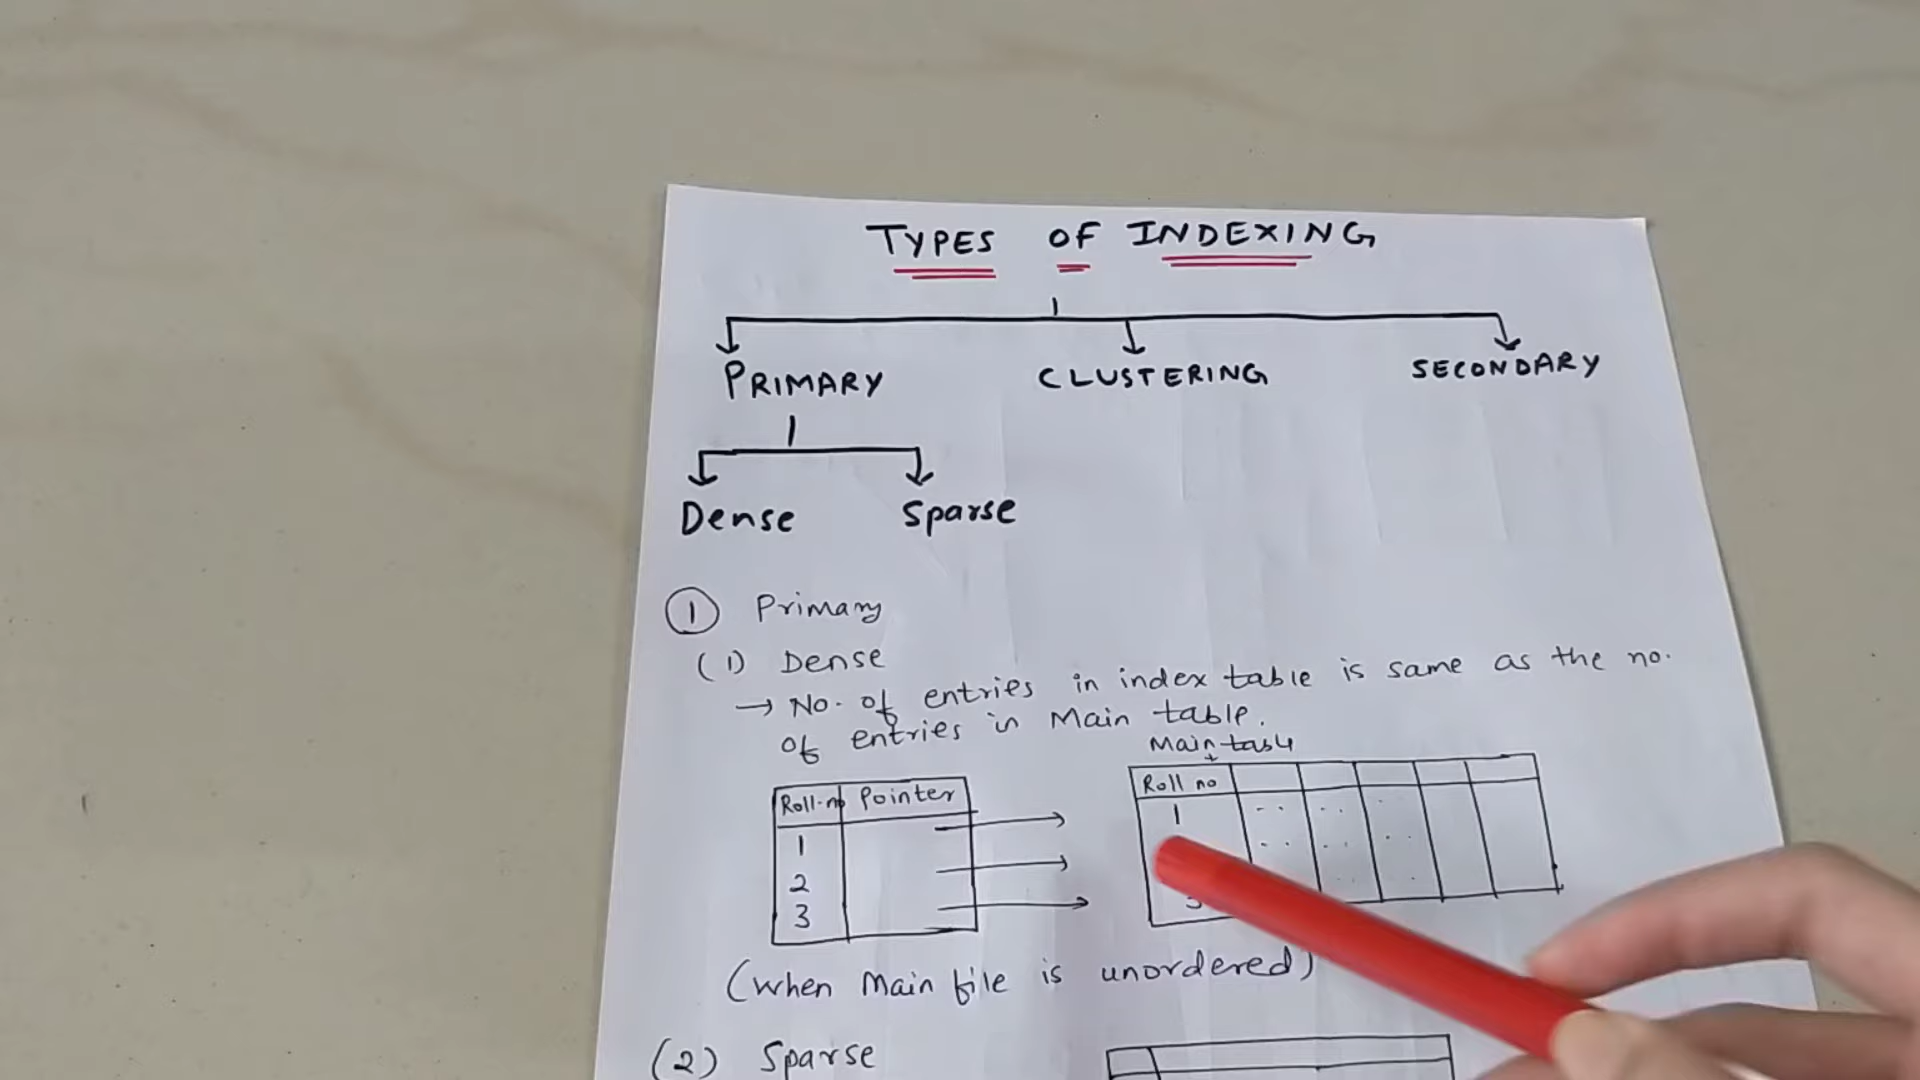 TYPES OF INDEXING
PRIMARY CLUSTERING SECONDARY
Dense Sparse
1 Primary
(1) Dense
→ No. of entries in index table is same as the no.
of entries in Main table.
Main table
Roll-no Pointer
1
2
3
Roll no
1
3
(When Main file is unordered)
(2) Sparse